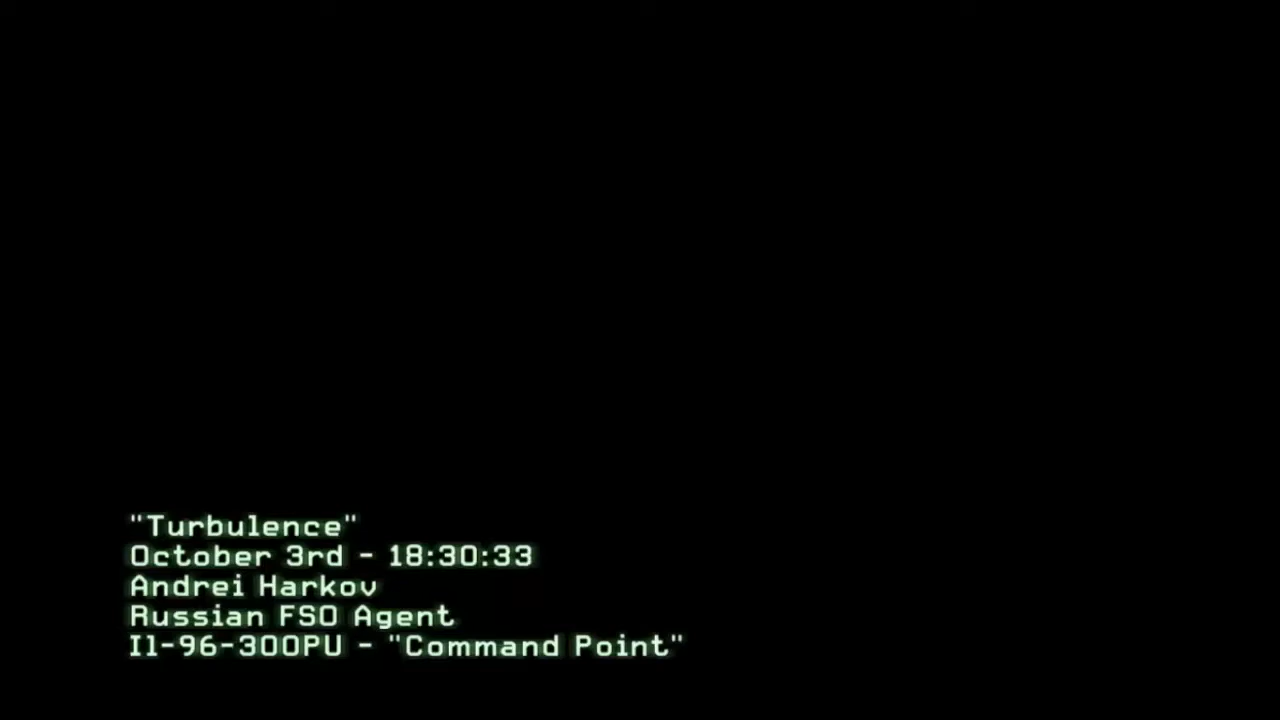 "Turbulence"
October 3rd - 18:30:33
Andrei Harkov
Russian FSO Agent
Il-96-300PU - "Command Point"